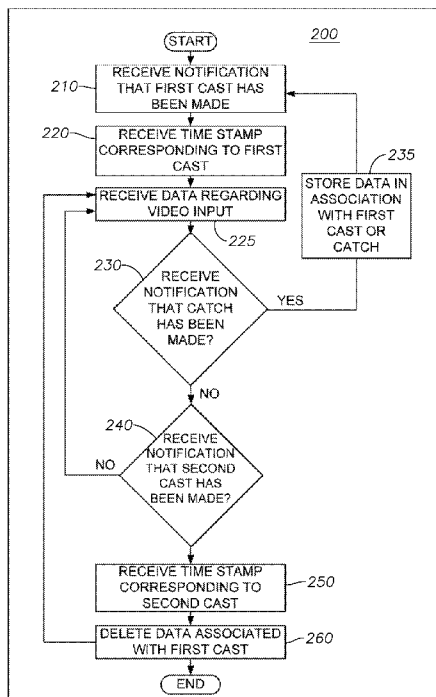 START
200
210
RECEIVE NOTIFICATION
THAT FIRST CAST HAS
BEEN MADE
220
RECEIVE TIME STAMP
CORRESPONDING TO FIRST
CAST
235
STORE DATA IN
ASSOCIATION
WITH FIRST
CAST OR
CATCH
RECEIVE DATA REGARDING
VIDEO INPUT
225
230
RECEIVE
NOTIFICATION
THAT CATCH
HAS BEEN
MADE?
YES
NO
240
RECEIVE
NOTIFICATION
THAT SECOND
CAST HAS
BEEN MADE?
NO
RECEIVE TIME STAMP
CORRESPONDING TO
SECOND CAST
250
DELETE DATA ASSOCIATED
WITH FIRST CAST
260
END